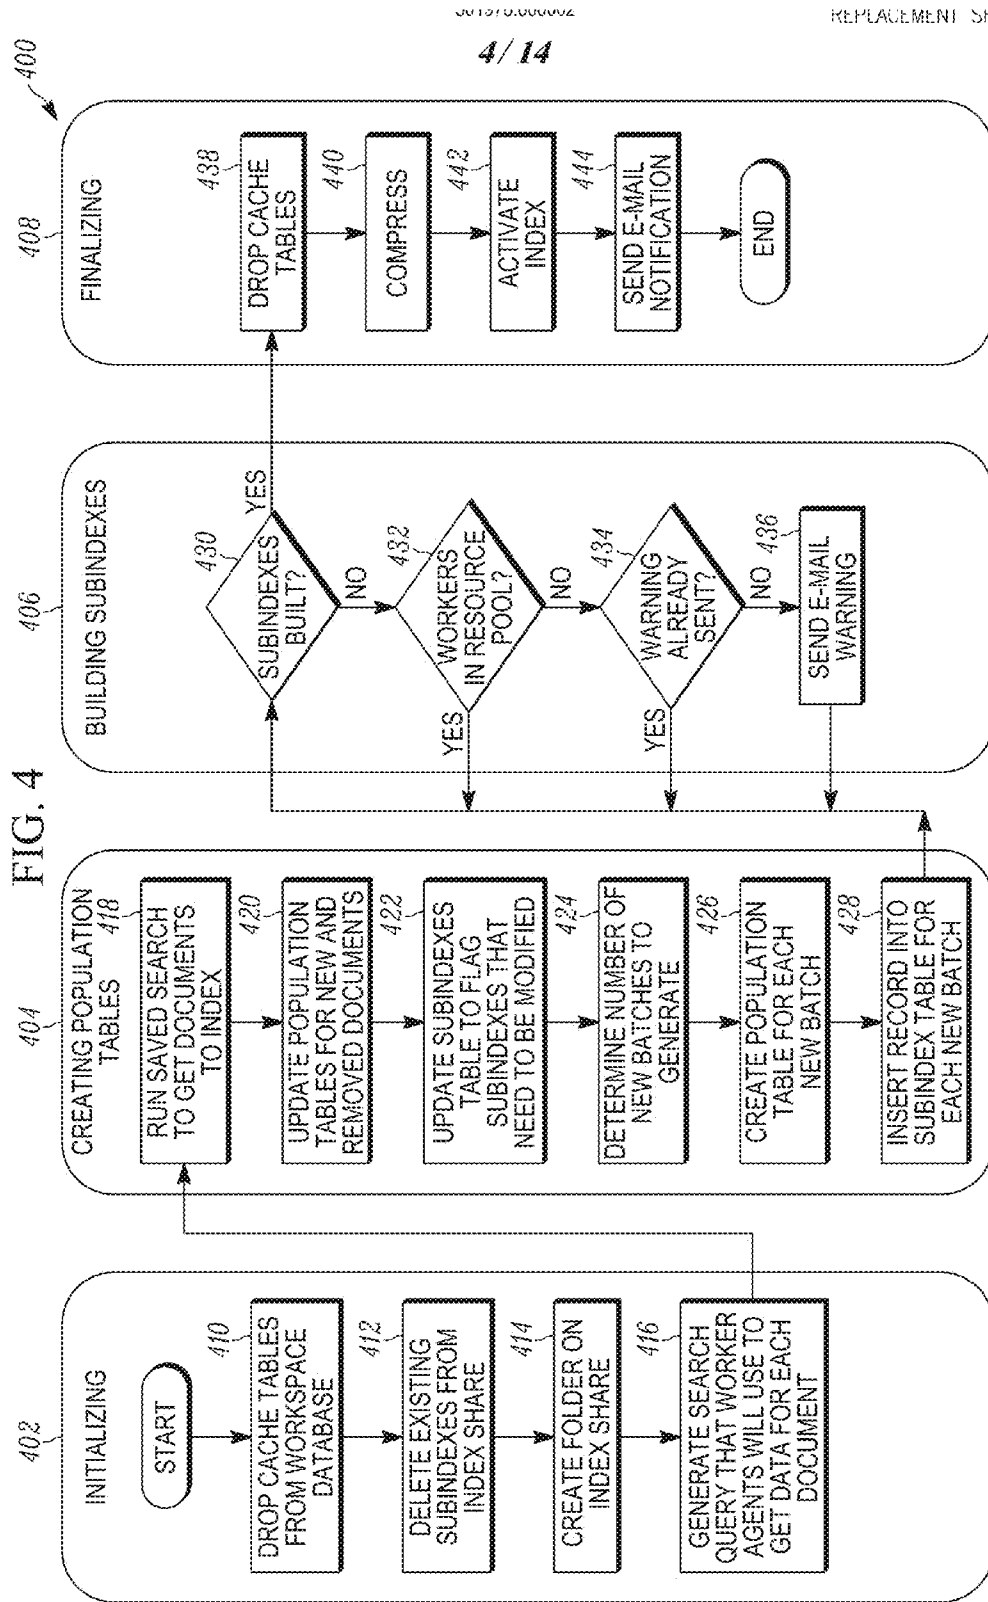 4/14
FIG. 4
400
402
INITIALIZING
START
410
DROP CACHE TABLES
FROM WORKSPACE
DATABASE
412
DELETE EXISTING
SUBINDEXES FROM
INDEX SHARE
414
CREATE FOLDER ON
INDEX SHARE
416
GENERATE SEARCH
QUERY THAT WORKER
AGENTS WILL USE TO
GET DATA FOR EACH
DOCUMENT
404
CREATING POPULATION
TABLES
418
RUN SAVED SEARCH
TO GET DOCUMENTS
TO INDEX
420
UPDATE POPULATION
TABLES FOR NEW AND
REMOVED DOCUMENTS
422
UPDATE SUBINDEXES
TABLE TO FLAG
SUBINDEXES THAT
NEED TO BE MODIFIED
424
DETERMINE NUMBER OF
NEW BATCHES TO
GENERATE
426
CREATE POPULATION
TABLE FOR EACH
NEW BATCH
428
INSERT RECORD INTO
SUBINDEX TABLE FOR
EACH NEW BATCH
406
BUILDING SUBINDEXES
430
SUBINDEXES
BUILT?
YES
NO
432
WORKERS
IN RESOURCE
POOL?
YES
NO
434
WARNING
ALREADY
SENT?
YES
NO
436
SEND E-MAIL
WARNING
408
FINALIZING
438
DROP CACHE
TABLES
440
COMPRESS
442
ACTIVATE
INDEX
444
SEND E-MAIL
NOTIFICATION
END